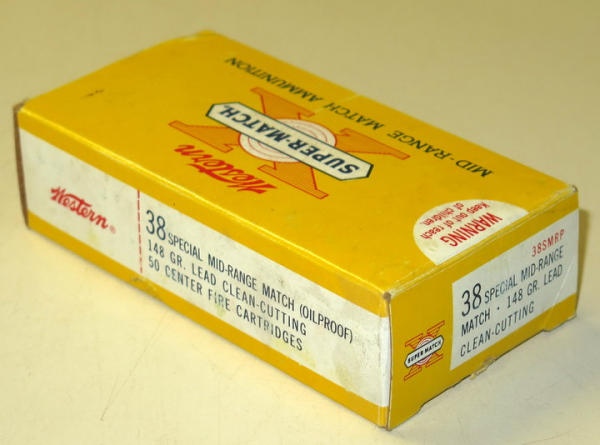 Western
SUPER-MATCH
X
MID-RANGE MATCH AMMUNITION
WARNING
Keep out of reach
of children.
Western®
38 SPECIAL MID-RANGE MATCH (OILPROOF)
148 GR. LEAD CLEAN-CUTTING
50 CENTER FIRE CARTRIDGES
38SMRP
38 SPECIAL MID-RANGE
MATCH · 148 GR. LEAD
CLEAN-CUTTING
X
SUPER-MATCH